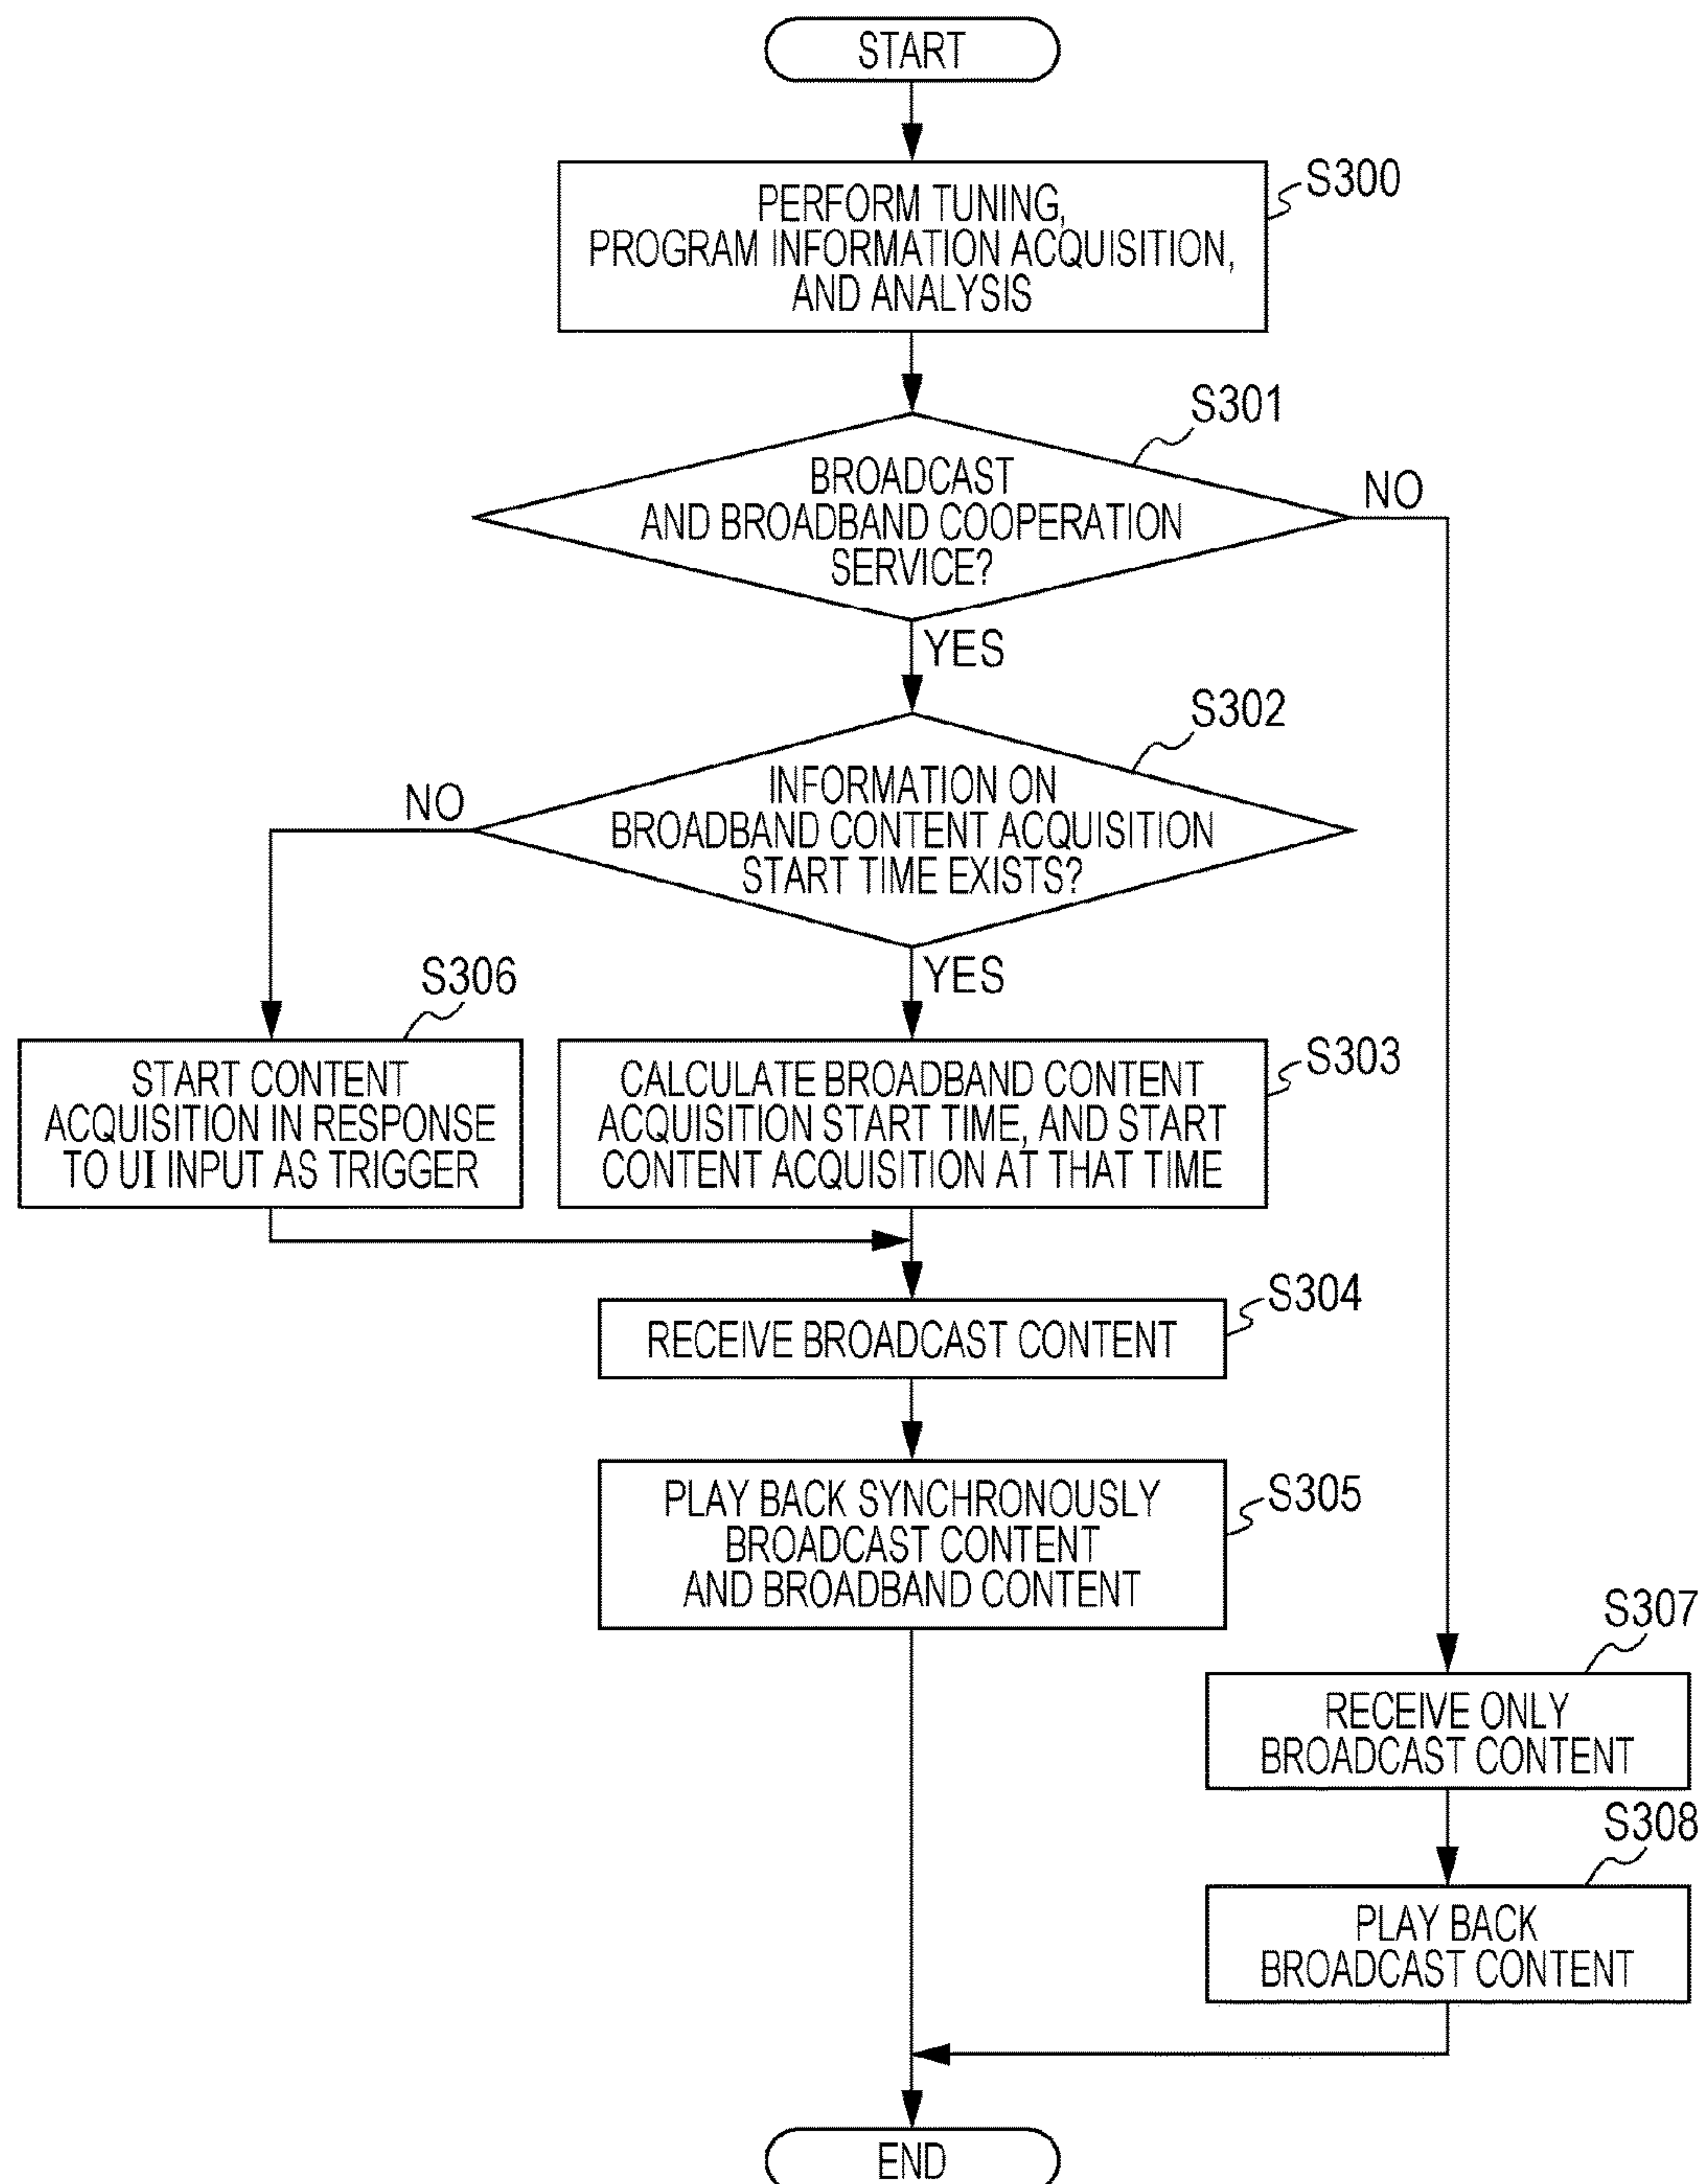 START
S300
PERFORM TUNING,
PROGRAM INFORMATION ACQUISITION,
AND ANALYSIS
S301
BROADCAST
AND BROADBAND COOPERATION
SERVICE?
NO
YES
S302
INFORMATION ON
BROADBAND CONTENT ACQUISITION
START TIME EXISTS?
NO
YES
S306
START CONTENT
ACQUISITION IN RESPONSE
TO UI INPUT AS TRIGGER
S303
CALCULATE BROADBAND CONTENT
ACQUISITION START TIME, AND START
CONTENT ACQUISITION AT THAT TIME
S304
RECEIVE BROADCAST CONTENT
S305
PLAY BACK SYNCHRONOUSLY
BROADCAST CONTENT
AND BROADBAND CONTENT
S307
RECEIVE ONLY
BROADCAST CONTENT
S308
PLAY BACK
BROADCAST CONTENT
END